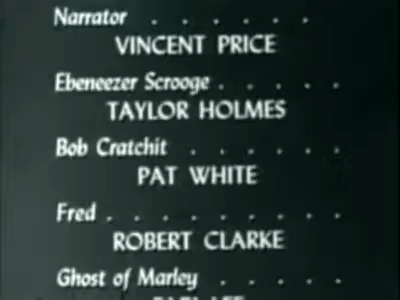 Narrator . . . . . .
VINCENT PRICE
Ebeneezer Scrooge . . . . .
TAYLOR HOLMES
Bob Cratchit . . . . . .
PAT WHITE
Fred . . . . . . . . .
ROBERT CLARKE
Ghost of Marley . . . . .